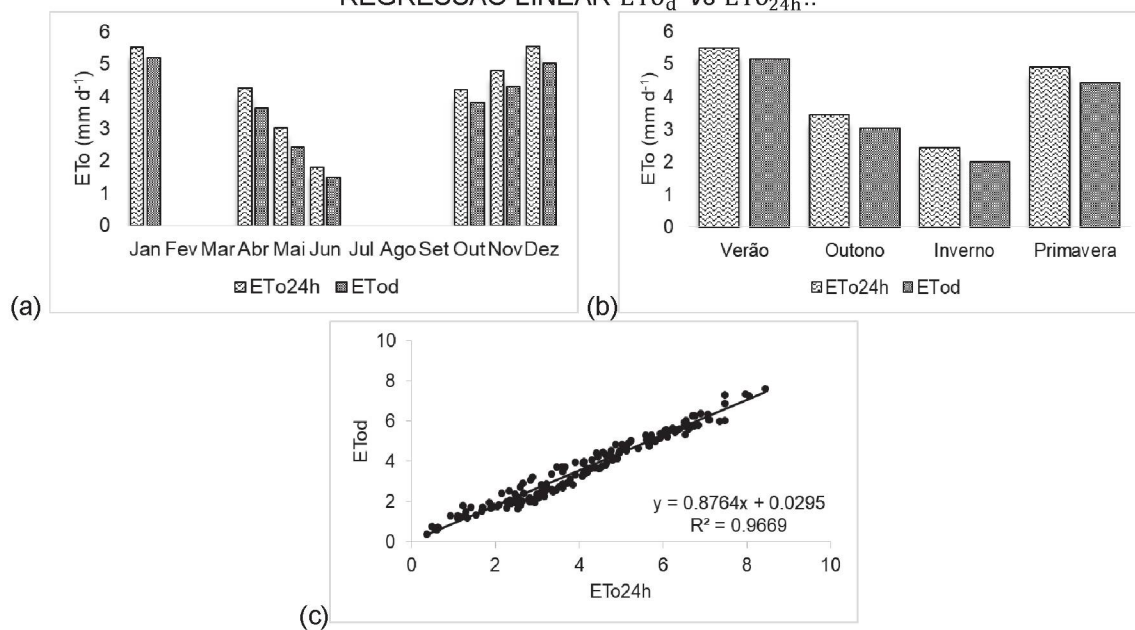 REGRESSÃO LINEAR ETo_d vs ETo_24h..
6
5
4
3
2
1
0
ETo (mm d⁻¹)
Jan Fev Mar Abr Mai Jun Jul Ago Set Out Nov Dez
ETo24h ETod
(a)
6
5
4
3
2
1
0
ETo (mm d⁻¹)
Verão Outono Inverno Primavera
ETo24h ETod
(b)
10
8
6
4
2
0
ETod
y = 0.8764x + 0.0295
R² = 0.9669
0 2 4 6 8 10
ETo24h
(c)